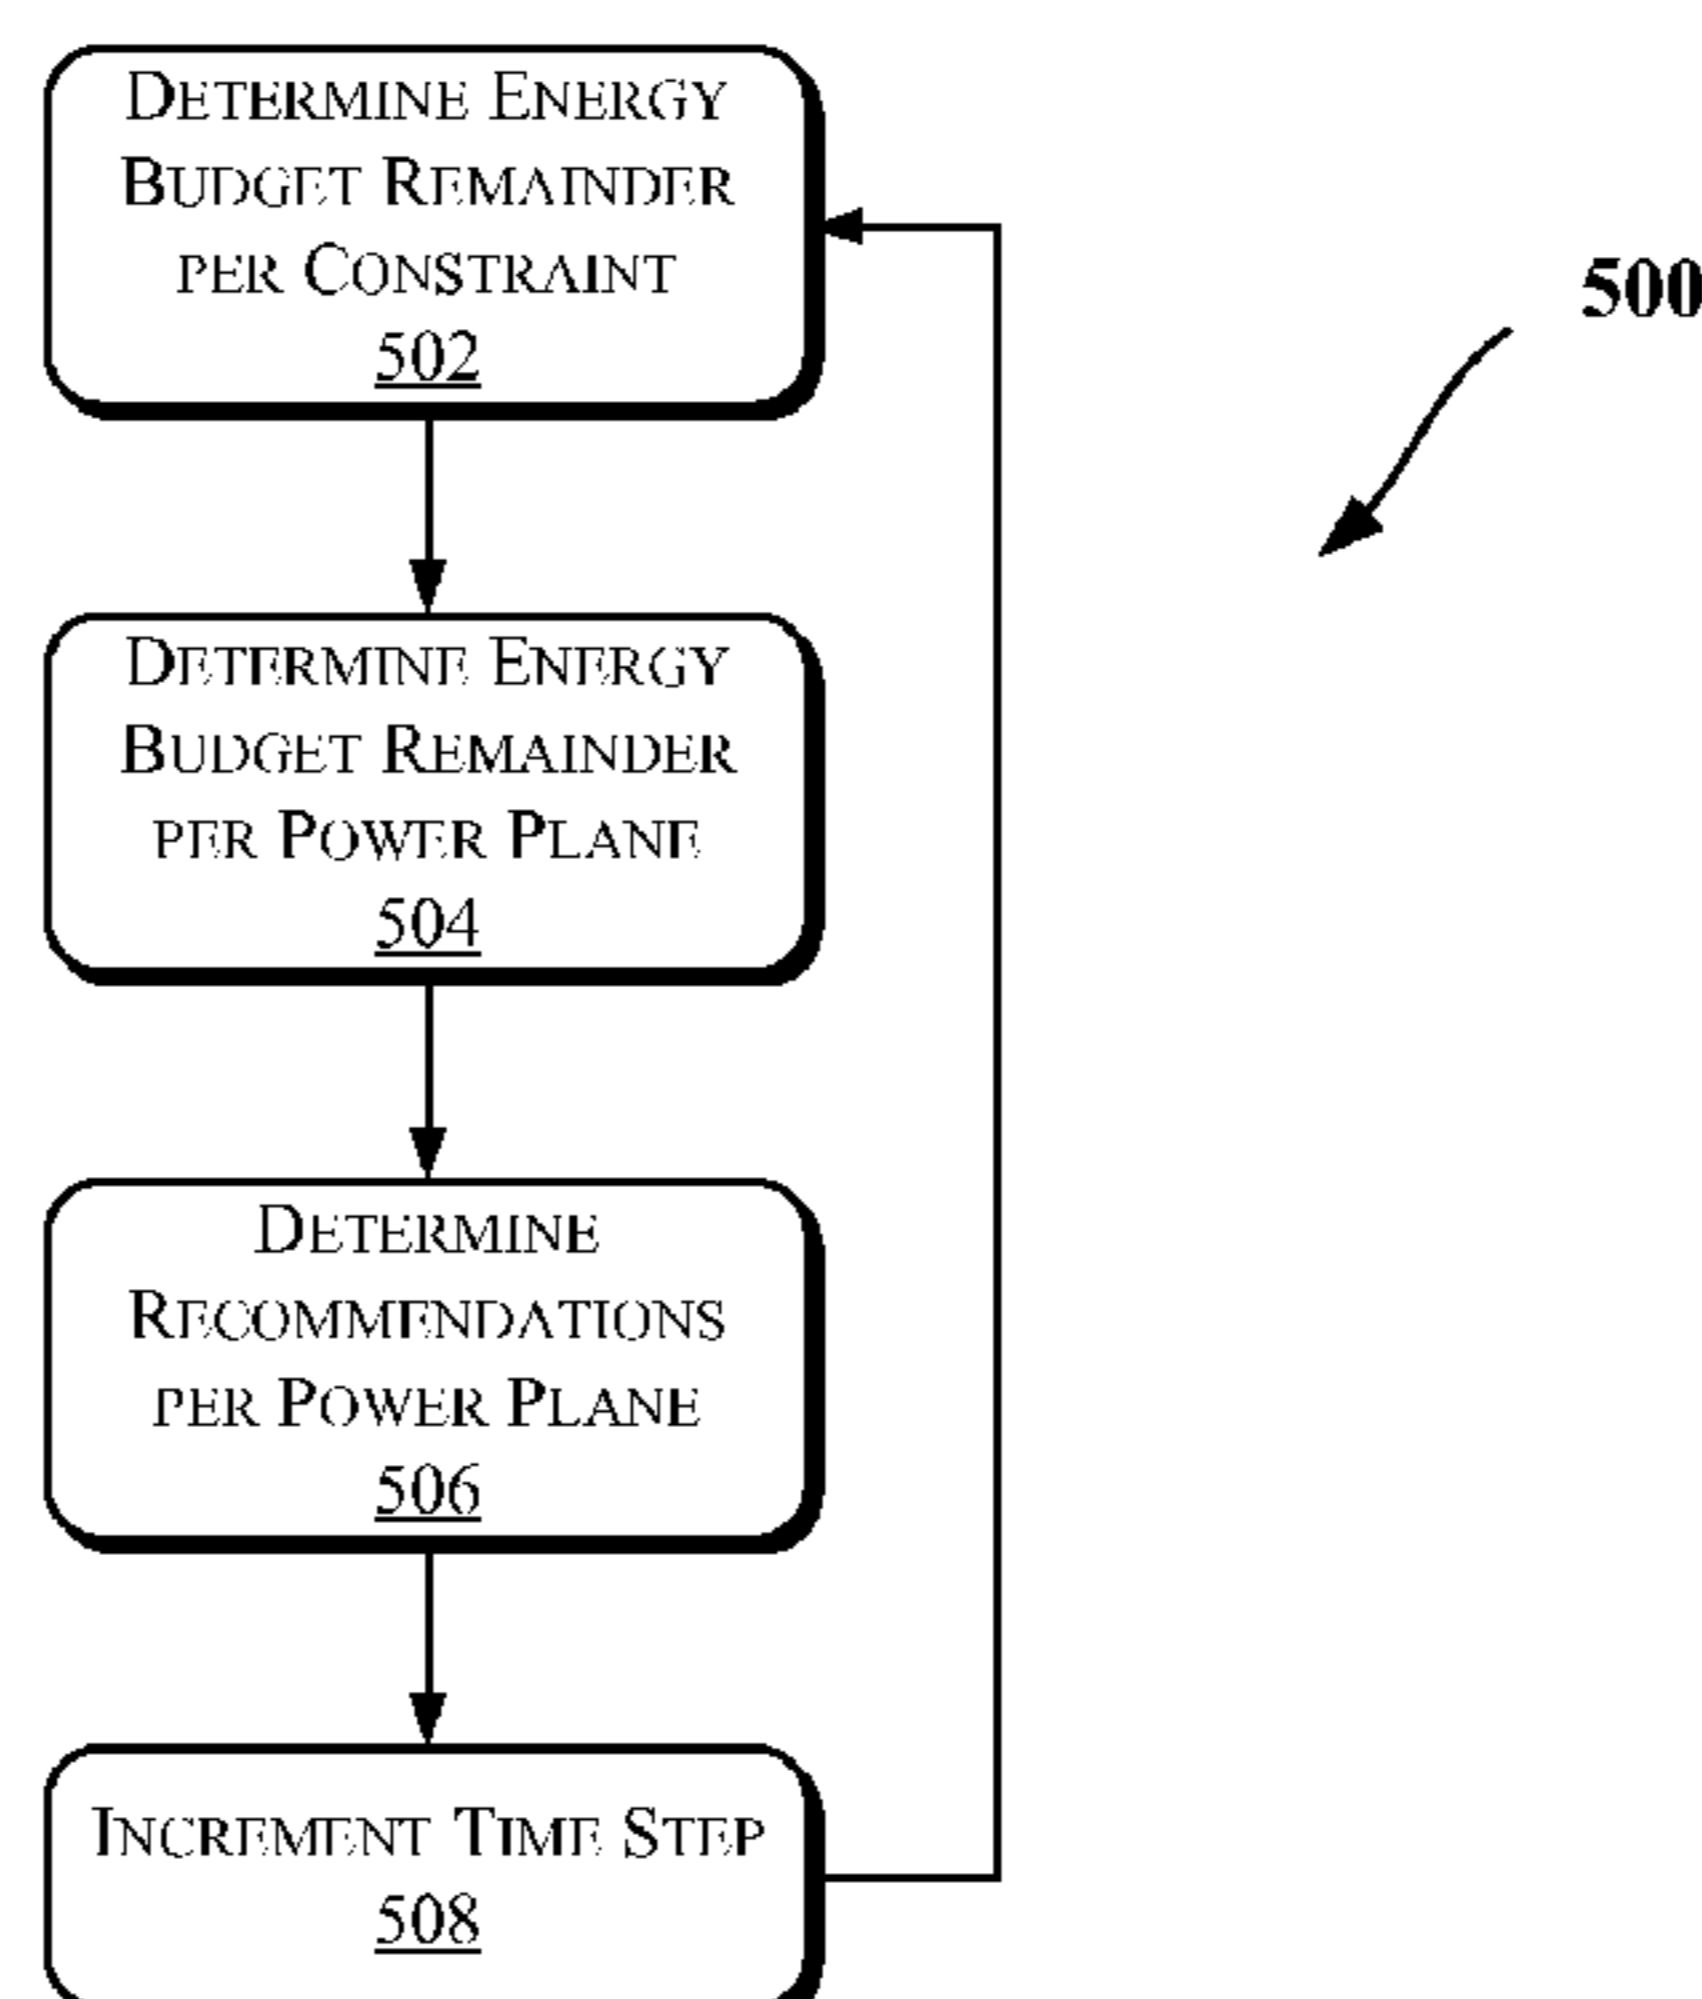 DETERMINE ENERGY
BUDGET REMAINDER
PER CONSTRAINT
502
500
DETERMINE ENERGY
BUDGET REMAINDER
PER POWER PLANE
504
DETERMINE
RECOMMENDATIONS
PER POWER PLANE
506
INCREMENT TIME STEP
508